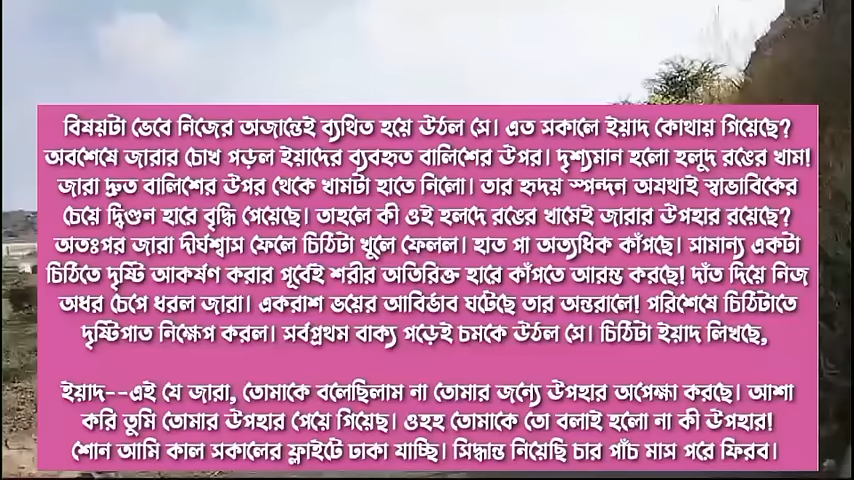 বিষয়টা ভেবে নিজের অজান্তেই ব্যথিত হয়ে উঠল সে। এত সকালে ইয়াদ কোথায় গিয়েছে?
অবশেষে জারার চোখ পড়ল ইয়াদের ব্যবহৃত বালিশের উপর। দৃশ্যমান হলো হলুদ রঙের খাম!
জারা দ্রুত বালিশের উপর থেকে খামটা হাতে নিলো। তার হৃদয় স্পন্দন অযথাই স্বাভাবিকের
চেয়ে দ্বিগুন হারে বৃদ্ধি পেয়েছে। তাহলে কী ওই হলদে রঙের খামেই জারার উপহার রয়েছে?
অতঃপর জারা দীর্ঘশ্বাস ফেলে চিঠিটা খুলে ফেলল। হাত পা অত্যধিক কাঁপছে। সামান্য একটা
চিঠিতে দৃষ্টি আকর্ষণ করার পূর্বেই শরীর অতিরিক্ত হারে কাঁপতে আরম্ভ করছে! দাঁত দিয়ে নিজ
অধর চেপে ধরল জারা। একরাশ ভয়ের আবির্ভাব ঘটেছে তার অন্তরালে! পরিশেষে চিঠিটাতে
দৃষ্টিপাত নিক্ষেপ করল। সর্বপ্রথম বাক্য পড়েই চমকে উঠল সে। চিঠিটা ইয়াদ লিখছে,
ইয়াদ--এই যে জারা, তোমাকে বলেছিলাম না তোমার জন্যে উপহার অপেক্ষা করছে। আশা
করি তুমি তোমার উপহার পেয়ে গিয়েছ। ওহহ তোমাকে তো বলাই হলো না কী উপহার!
শোন আমি কাল সকালের ফ্লাইটে ঢাকা যাচ্ছি। সিদ্ধান্ত নিয়েছি চার পাঁচ মাস পরে ফিরব।